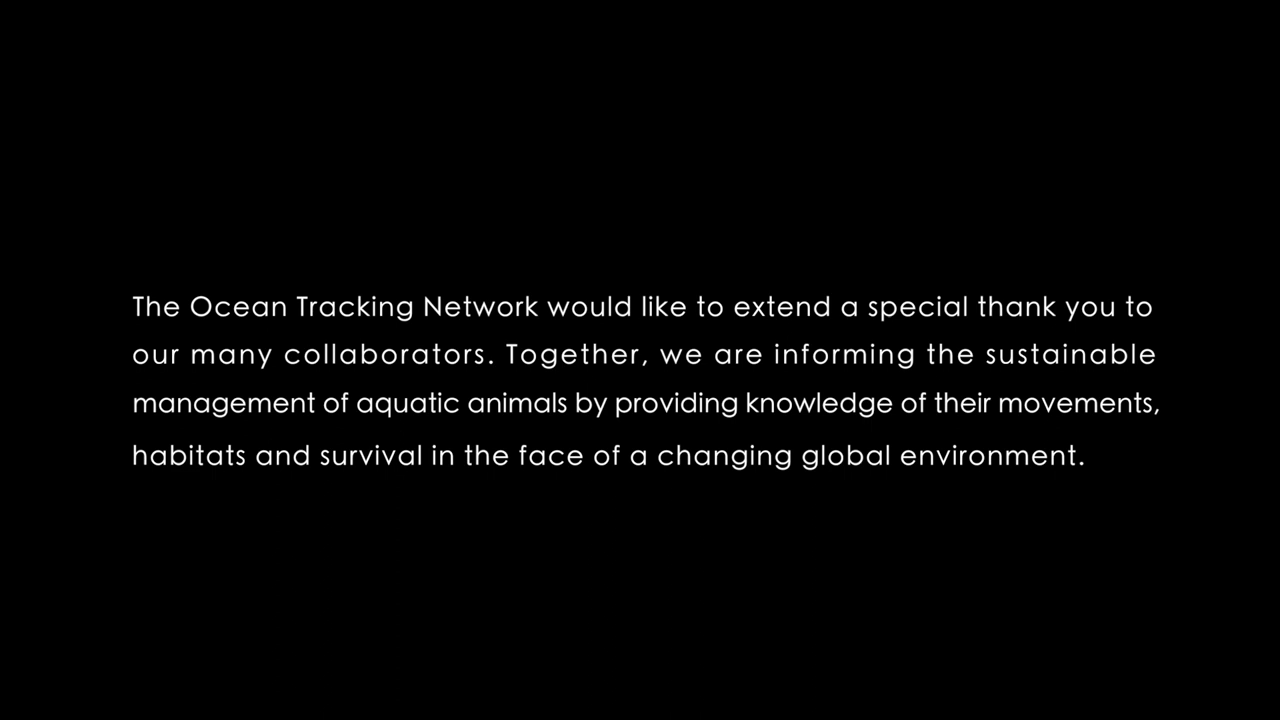 The Ocean Tracking Network would like to extend a special thank you to
our many collaborators. Together, we are informing the sustainable
management of aquatic animals by providing knowledge of their movements,
habitats and survival in the face of a changing global environment.